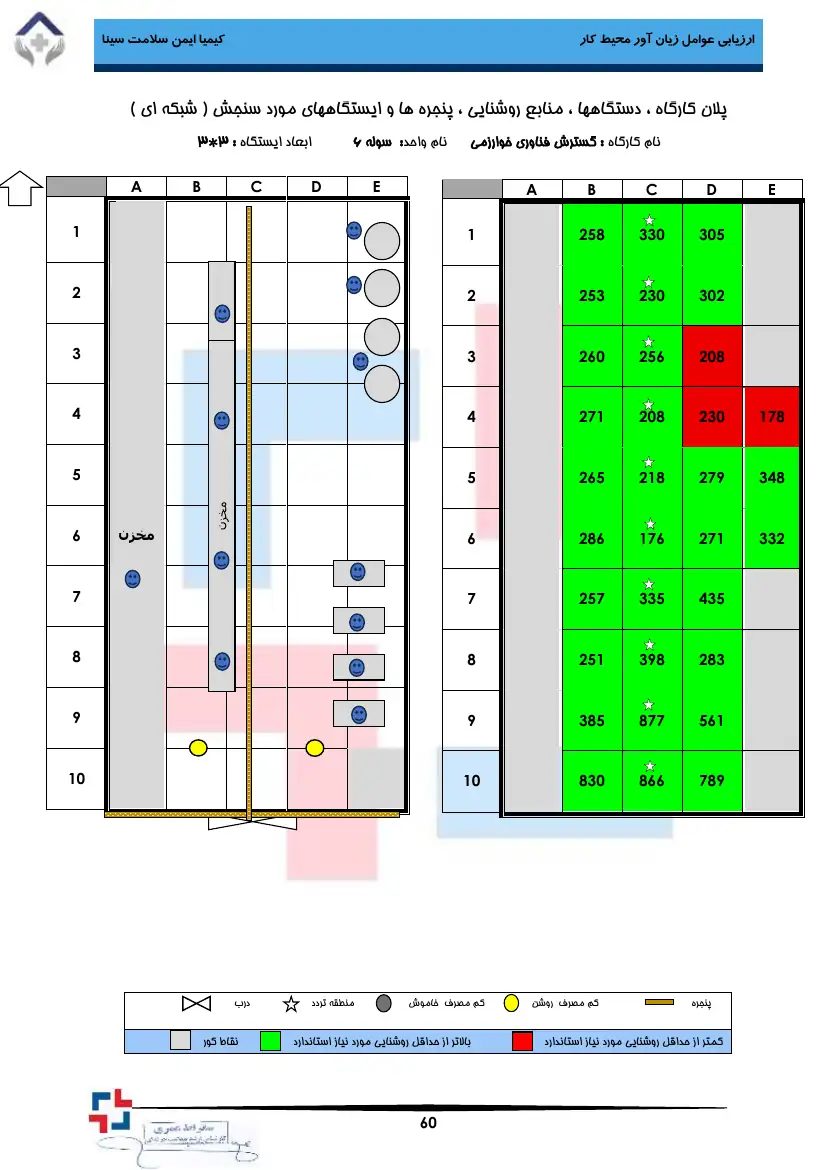 ارزیابی عوامل زیان آور محیط کار
کیمیا ایمن سلامت سینا
پلان کارگاه ، دستگاهها ، منابع روشنایی ، پنجره ها و ایستگاههای مورد سنجش ( شبکه ای )
نام کارگاه : گسترش فناوری خوارزمی نام واحد: سوله ۶ ابعاد ایستگاه : ۳*۳
A B C D E
1
2
3
4
5
6
7
8
9
10
مخزن
مخزن
A B C D E
1 258 330 305
2 253 230 302
3 260 256 208
4 271 208 230 178
5 265 218 279 348
6 286 176 271 332
7 257 335 435
8 251 398 283
9 385 877 561
10 830 866 789
پنجره کم مصرف روشن کم مصرف خاموش منطقه تردد درب
کمتر از حداقل روشنایی مورد نیاز استاندارد بالاتر از حداقل روشنایی مورد نیاز استاندارد نقاط کور
60